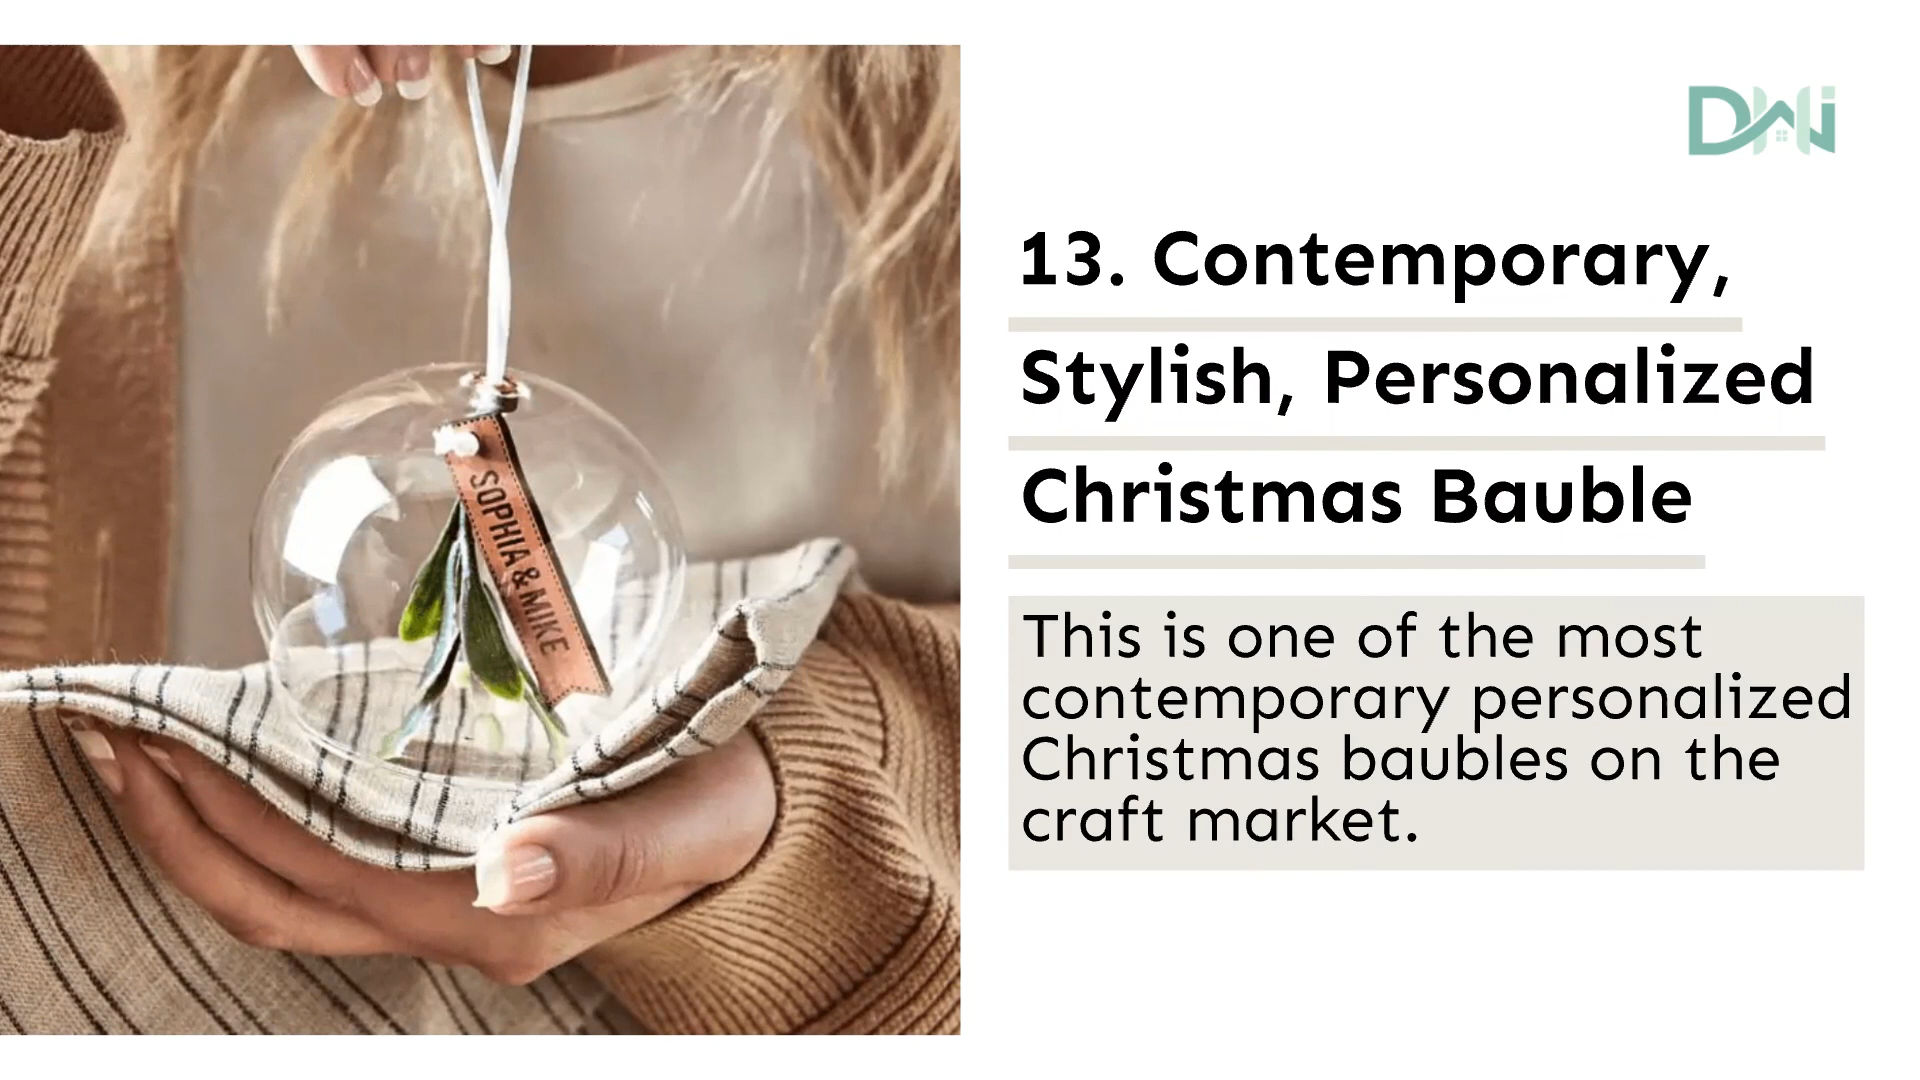 DWJ
13. Contemporary,
Stylish, Personalized
Christmas Bauble
This is one of the most
contemporary personalized
Christmas baubles on the
craft market.
SOPHIA & MIKE